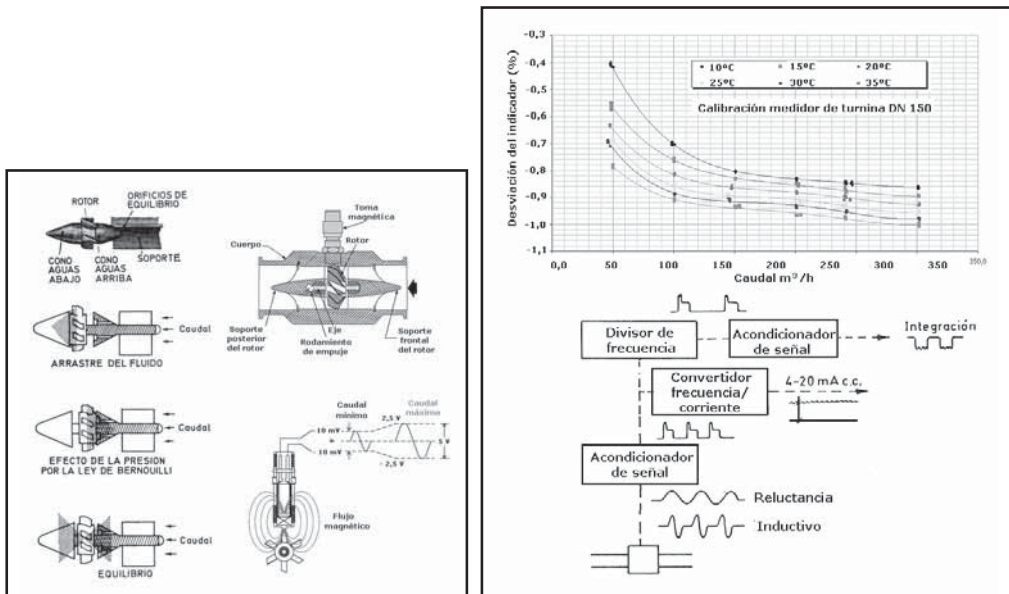 ROTOR
ORIFICIOS DE
EQUILIBRIO
CONO
AGUAS
ABAJO
CONO
AGUAS
ARRIBA
SOPORTE
Caudal
ARRASTRE DEL FLUIDO
Caudal
EFECTO DE LA PRESION
POR LA LEY DE BERNOUILLI
Caudal
EQUILIBRIO
Toma
magnética
Cuerpo
Rotor
Eje
Soporte
posterior
del rotor
Rodamiento
de empuje
Soporte
frontal
del rotor
Caudal
mínimo
Caudal
máximo
2,5 V
10 mV
5 V
10 mV
- 2,5 V
Flujo
magnético
Desviación del indicador (%)
-0,3
-0,4
-0,5
-0,6
-0,7
-0,8
-0,9
-1,0
-1,1
10ºC 15ºC 20ºC
25ºC 30ºC 35ºC
Calibración medidor de turnina DN 150
0,0 50 100 150 200 250 300 350
Caudal m³/h
Divisor de
frecuencia
Acondicionador
de señal
Integración
Convertidor
frecuencia/
corriente
4-20 mA c.c.
Acondicionador
de señal
Reluctancia
Inductivo